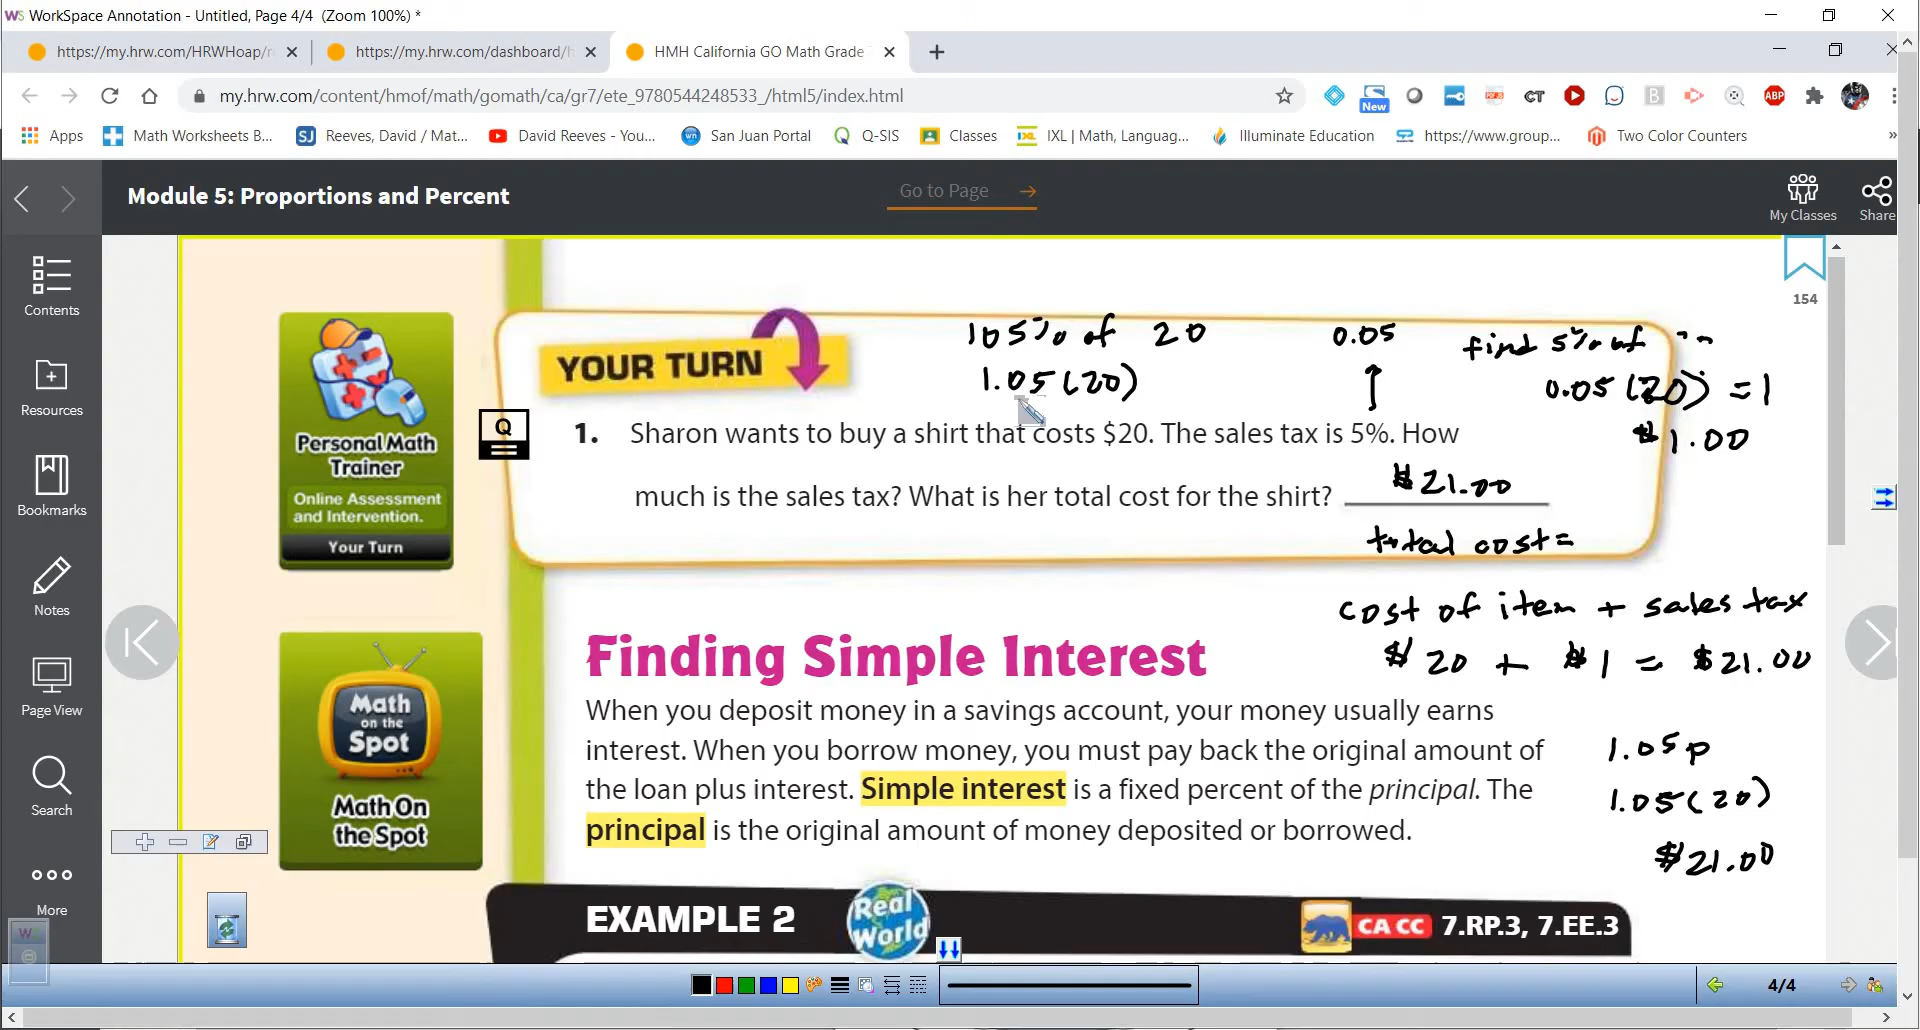 WS WorkSpace Annotation - Untitled, Page 4/4 (Zoom 100%) *
https://my.hrw.com/HRWHoap/r
https://my.hrw.com/dashboard/h
HMH California GO Math Grade
my.hrw.com/content/hmof/math/gomath/ca/gr7/ete_9780544248533_/html5/index.html
New
CT
B
ABP
Apps
Math Worksheets B...
SJ
Reeves, David / Mat...
David Reeves - You...
wn
San Juan Portal
Q-SIS
Classes
IXL
IXL | Math, Languag...
Illuminate Education
https://www.group...
Two Color Counters
»
Module 5: Proportions and Percent
Go to Page →
My Classes
Share
Contents
Resources
Bookmarks
Notes
Page View
Search
More
154
Personal Math
Trainer
Online Assessment
and Intervention.
Your Turn
YOUR TURN
105% of 20
1.05(20)
0.05
find 5% of
0.05(20) = 1
$1.00
Q
1. Sharon wants to buy a shirt that costs $20. The sales tax is 5%. How
much is the sales tax? What is her total cost for the shirt?
$21.00
total cost =
cost of item + sales tax
$20 + $1 = $21.00
1.05p
1.05(20)
$21.00
Math
on the
Spot
Math On
the Spot
Finding Simple Interest
When you deposit money in a savings account, your money usually earns
interest. When you borrow money, you must pay back the original amount of
the loan plus interest. Simple interest is a fixed percent of the principal. The
principal is the original amount of money deposited or borrowed.
EXAMPLE 2
Real
World
CA CC 7.RP.3, 7.EE.3
W
4/4